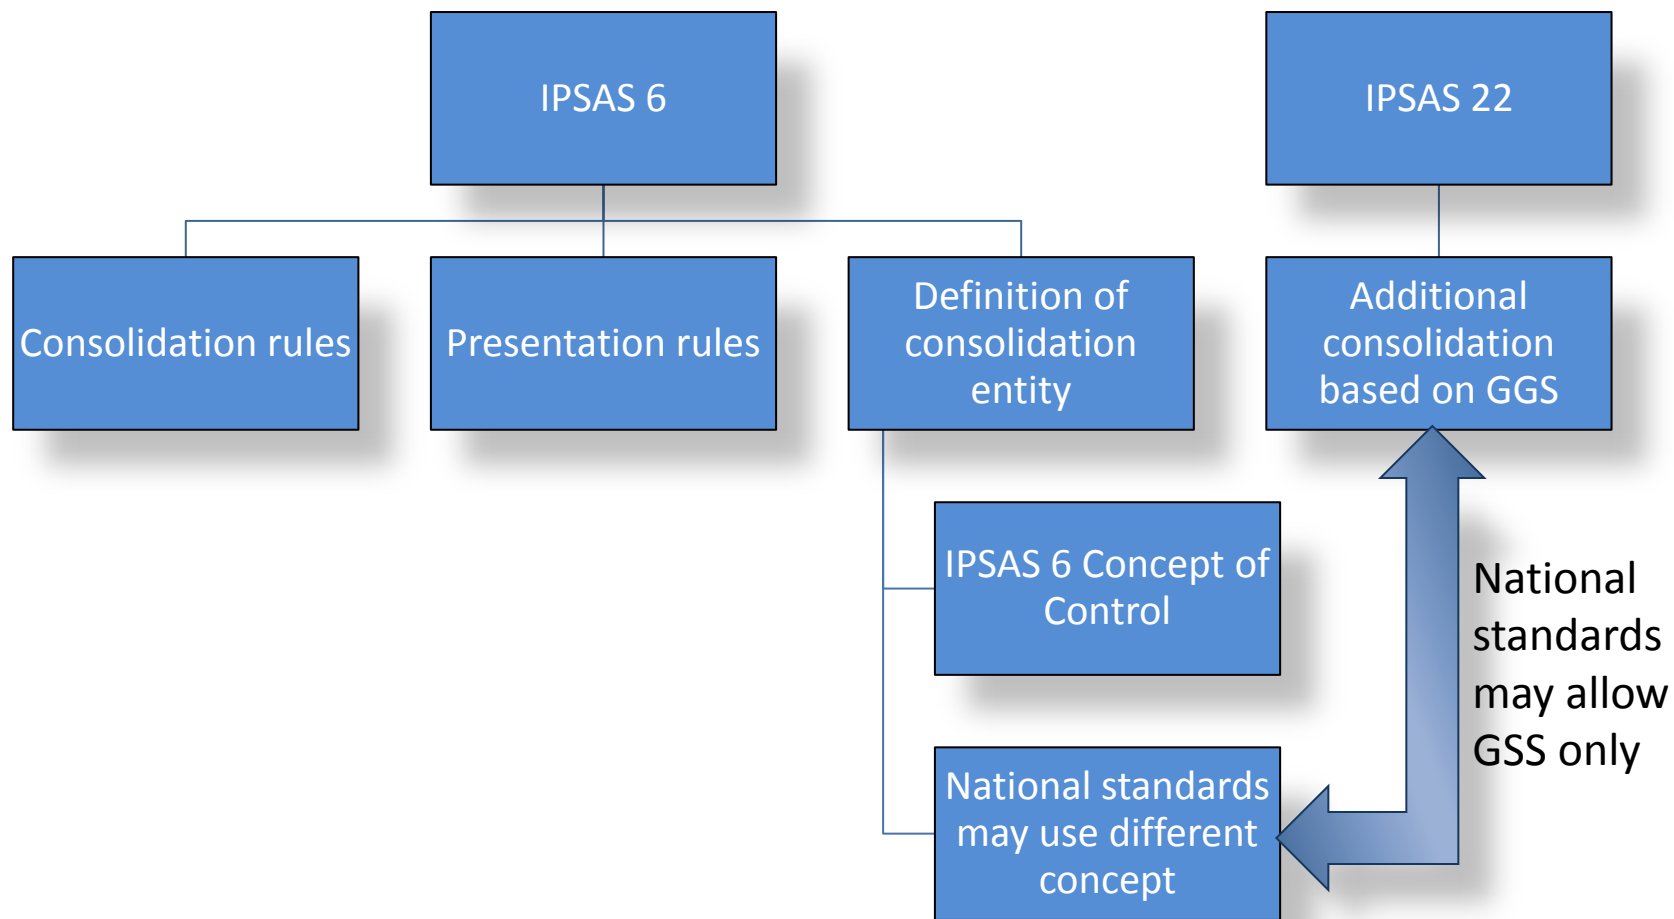 IPSAS 6
IPSAS 22
Consolidation rules
Presentation rules
Definition of
consolidation
entity
Additional
consolidation
based on GGS
IPSAS 6 Concept of
Control
National
standards
may allow
GSS only
National standards
may use different
concept